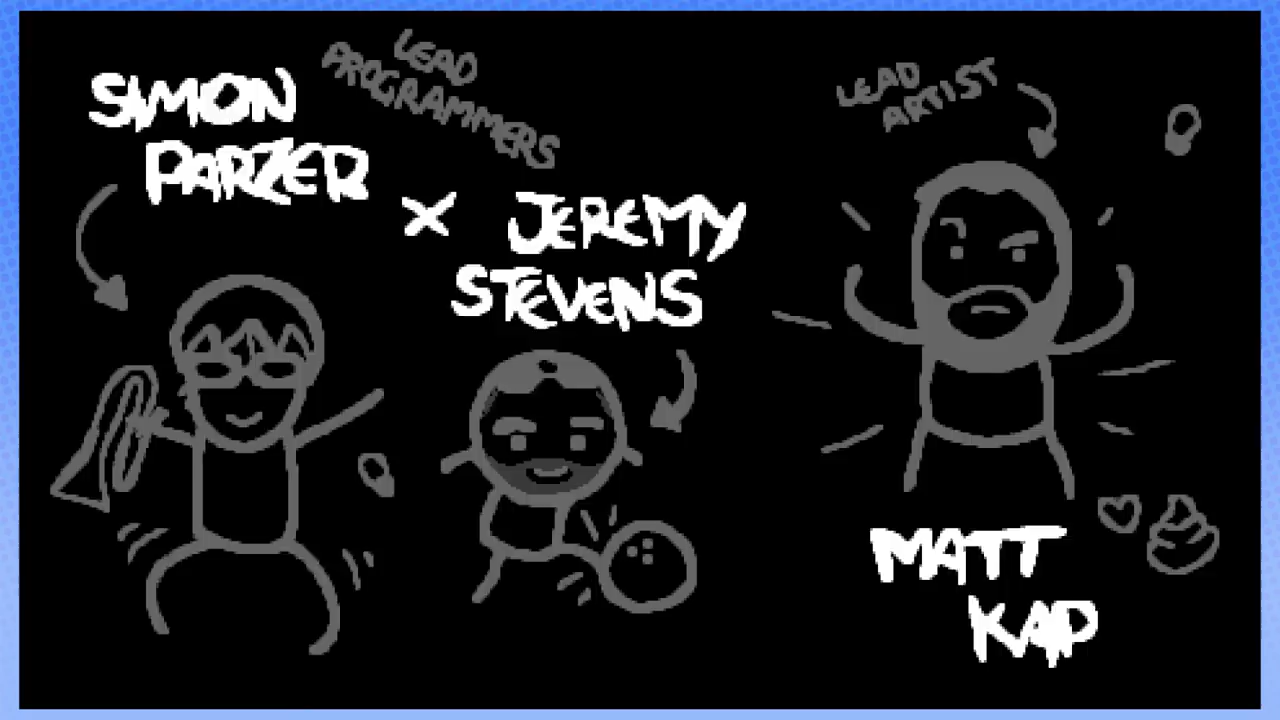 LEAD
PROGRAMMERS
SIMON
PARZER
X JEREMY
STEVENS
LEAD
ARTIST
MATT
KAP